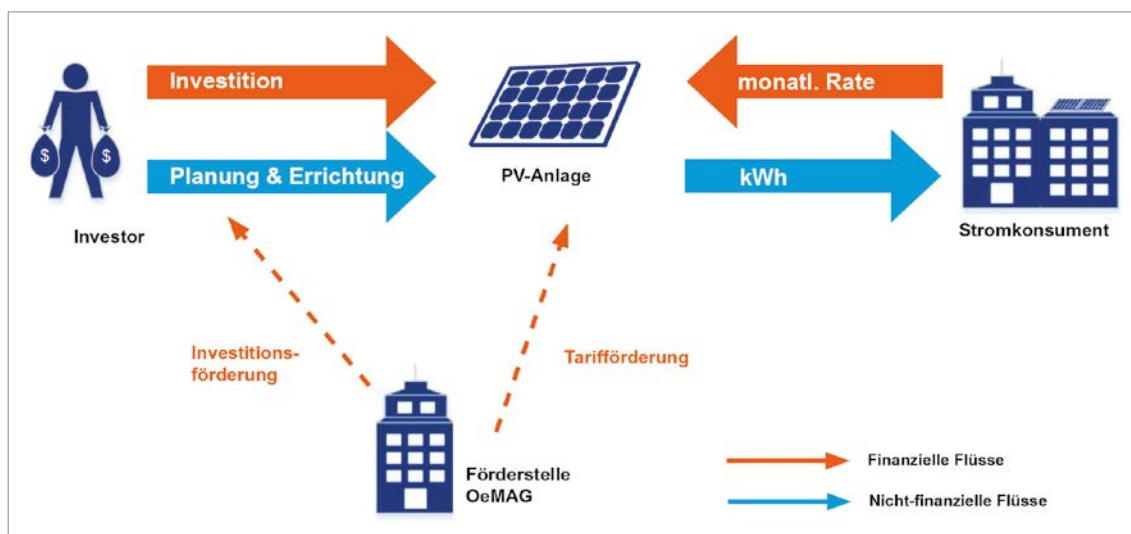 Investition
monatl. Rate
$ $
Planung & Errichtung
kWh
PV-Anlage
Investor
Stromkonsument
Investitions-
förderung
Tarifförderung
Förderstelle
OeMAG
Finanzielle Flüsse
Nicht-finanzielle Flüsse